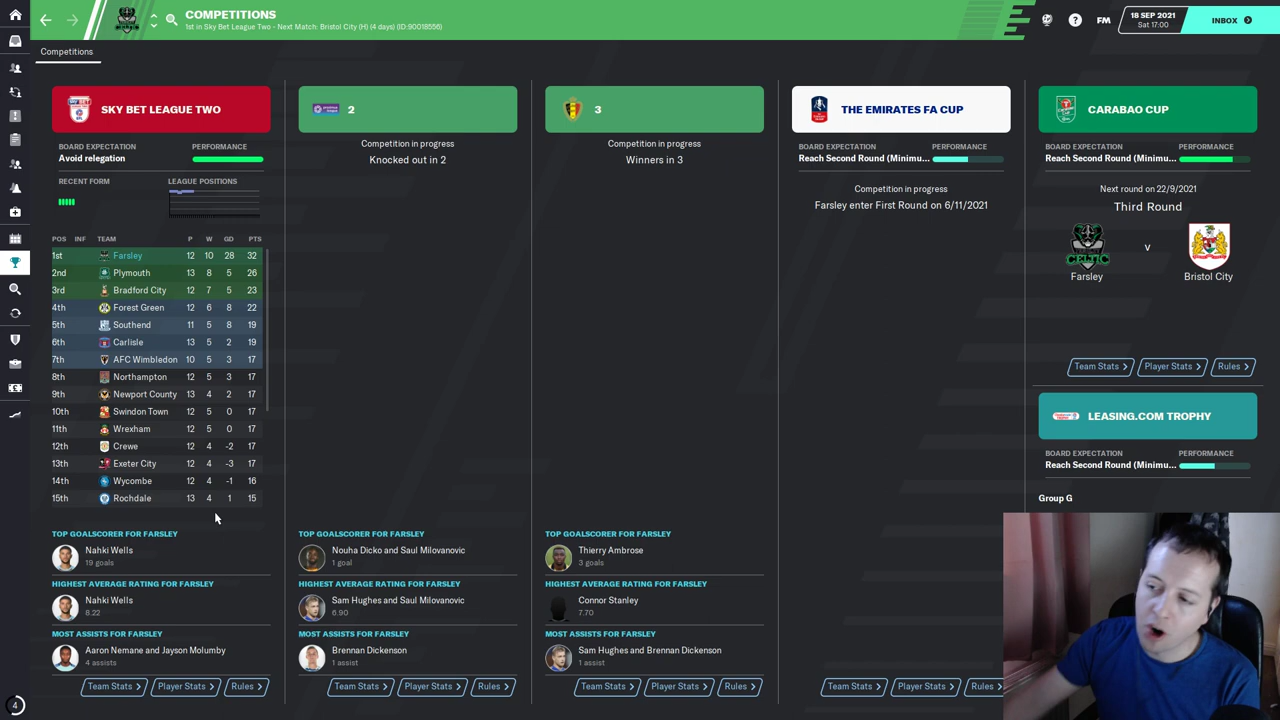 COMPETITIONS
1st in Sky Bet League Two - Next Match: Bristol City (H) (4 days) (ID:90018556)
FM
18 SEP 2021
Sat 17:00
INBOX
Competitions
SKY BET LEAGUE TWO
BOARD EXPECTATION PERFORMANCE
Avoid relegation
RECENT FORM LEAGUE POSITIONS
POS INF TEAM P W GD PTS
1st Farsley 12 10 28 32
2nd Plymouth 13 8 5 26
3rd Bradford City 12 7 5 23
4th Forest Green 12 6 8 22
5th Southend 11 5 8 19
6th Carlisle 13 5 2 19
7th AFC Wimbledon 10 5 3 17
8th Northampton 12 5 3 17
9th Newport County 13 4 2 17
10th Swindon Town 12 5 0 17
11th Wrexham 12 5 0 17
12th Crewe 12 4 -2 17
13th Exeter City 12 4 -3 17
14th Wycombe 12 4 -1 16
15th Rochdale 13 4 1 15
TOP GOALSCORER FOR FARSLEY
Nahki Wells
19 goals
HIGHEST AVERAGE RATING FOR FARSLEY
Nahki Wells
8.22
MOST ASSISTS FOR FARSLEY
Aaron Nemane and Jayson Molumby
4 assists
Team Stats Player Stats Rules
2
Competition in progress
Knocked out in 2
TOP GOALSCORER FOR FARSLEY
Nouha Dicko and Saul Milovanovic
1 goal
HIGHEST AVERAGE RATING FOR FARSLEY
Sam Hughes and Saul Milovanovic
6.90
MOST ASSISTS FOR FARSLEY
Brennan Dickenson
1 assist
Team Stats Player Stats Rules
3
Competition in progress
Winners in 3
TOP GOALSCORER FOR FARSLEY
Thierry Ambrose
3 goals
HIGHEST AVERAGE RATING FOR FARSLEY
Connor Stanley
7.70
MOST ASSISTS FOR FARSLEY
Sam Hughes and Brennan Dickenson
1 assist
Team Stats Player Stats Rules
THE EMIRATES FA CUP
BOARD EXPECTATION PERFORMANCE
Reach Second Round (Minimu...
Competition in progress
Farsley enter First Round on 6/11/2021
Team Stats Player Stats Rules
CARABAO CUP
BOARD EXPECTATION PERFORMANCE
Reach Second Round (Minimu...
Next round on 22/9/2021
Third Round
CELTIC
v
Farsley Bristol City
Team Stats Player Stats Rules
LEASING.COM TROPHY
BOARD EXPECTATION PERFORMANCE
Reach Second Round (Minimu...
Group G
4